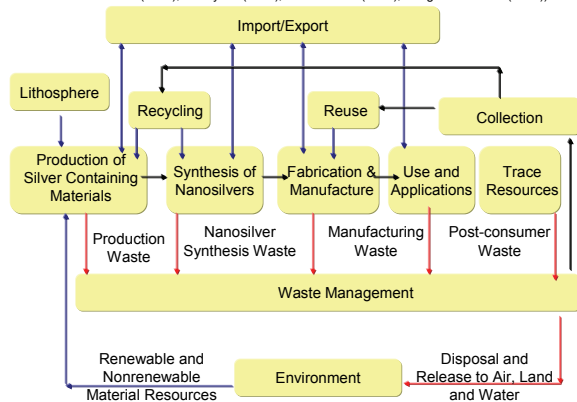 Import/Export
Lithosphere
Recycling
Reuse
Collection
Production of
Silver Containing
Materials
Synthesis of
Nanosilvers
Fabrication &
Manufacture
Use and
Applications
Trace
Resources
Production
Waste
Nanosilver
Synthesis Waste
Manufacturing
Waste
Post-consumer
Waste
Waste Management
Renewable and
Nonrenewable
Material Resources
Environment
Disposal and
Release to Air, Land
and Water